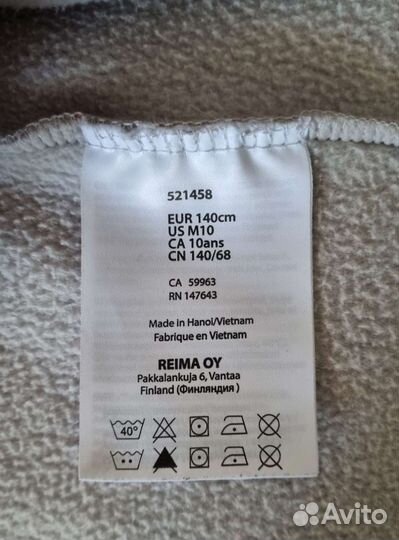 521458
EUR 140cm
US M10
CA 10ans
CN 140/68
CA 59963
RN 147643
Made in Hanoi/Vietnam
Fabrique en Vietnam
REIMA OY
Pakkalankuja 6, Vantaa
Finland (Финляндия )
40°
Avito